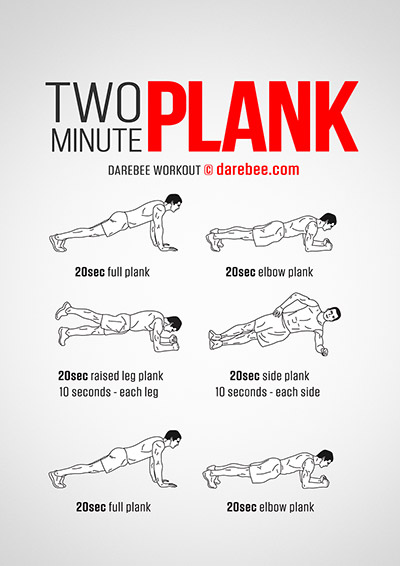 TWO
MINUTE
PLANK
DAREBEE WORKOUT © darebee.com
20sec full plank
20sec elbow plank
20sec raised leg plank
10 seconds - each leg
20sec side plank
10 seconds - each side
20sec full plank
20sec elbow plank